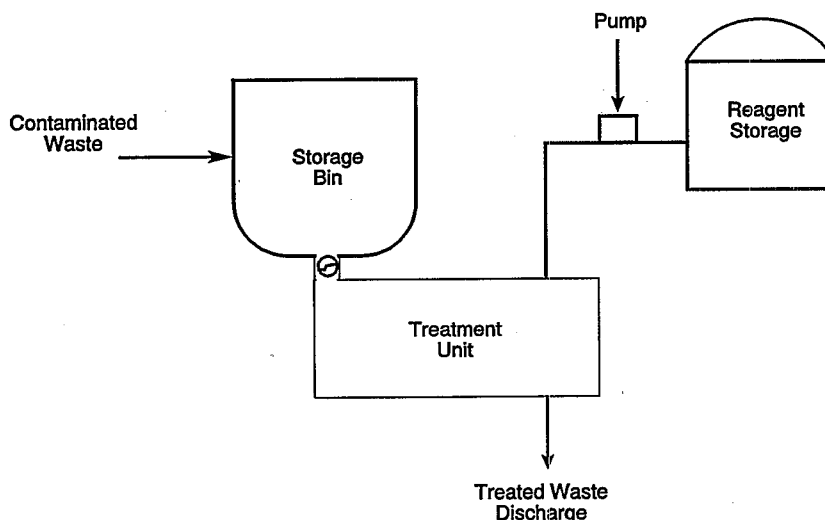 Pump
Contaminated
Waste
Storage
Bin
Reagent
Storage
Treatment
Unit
Treated Waste
Discharge